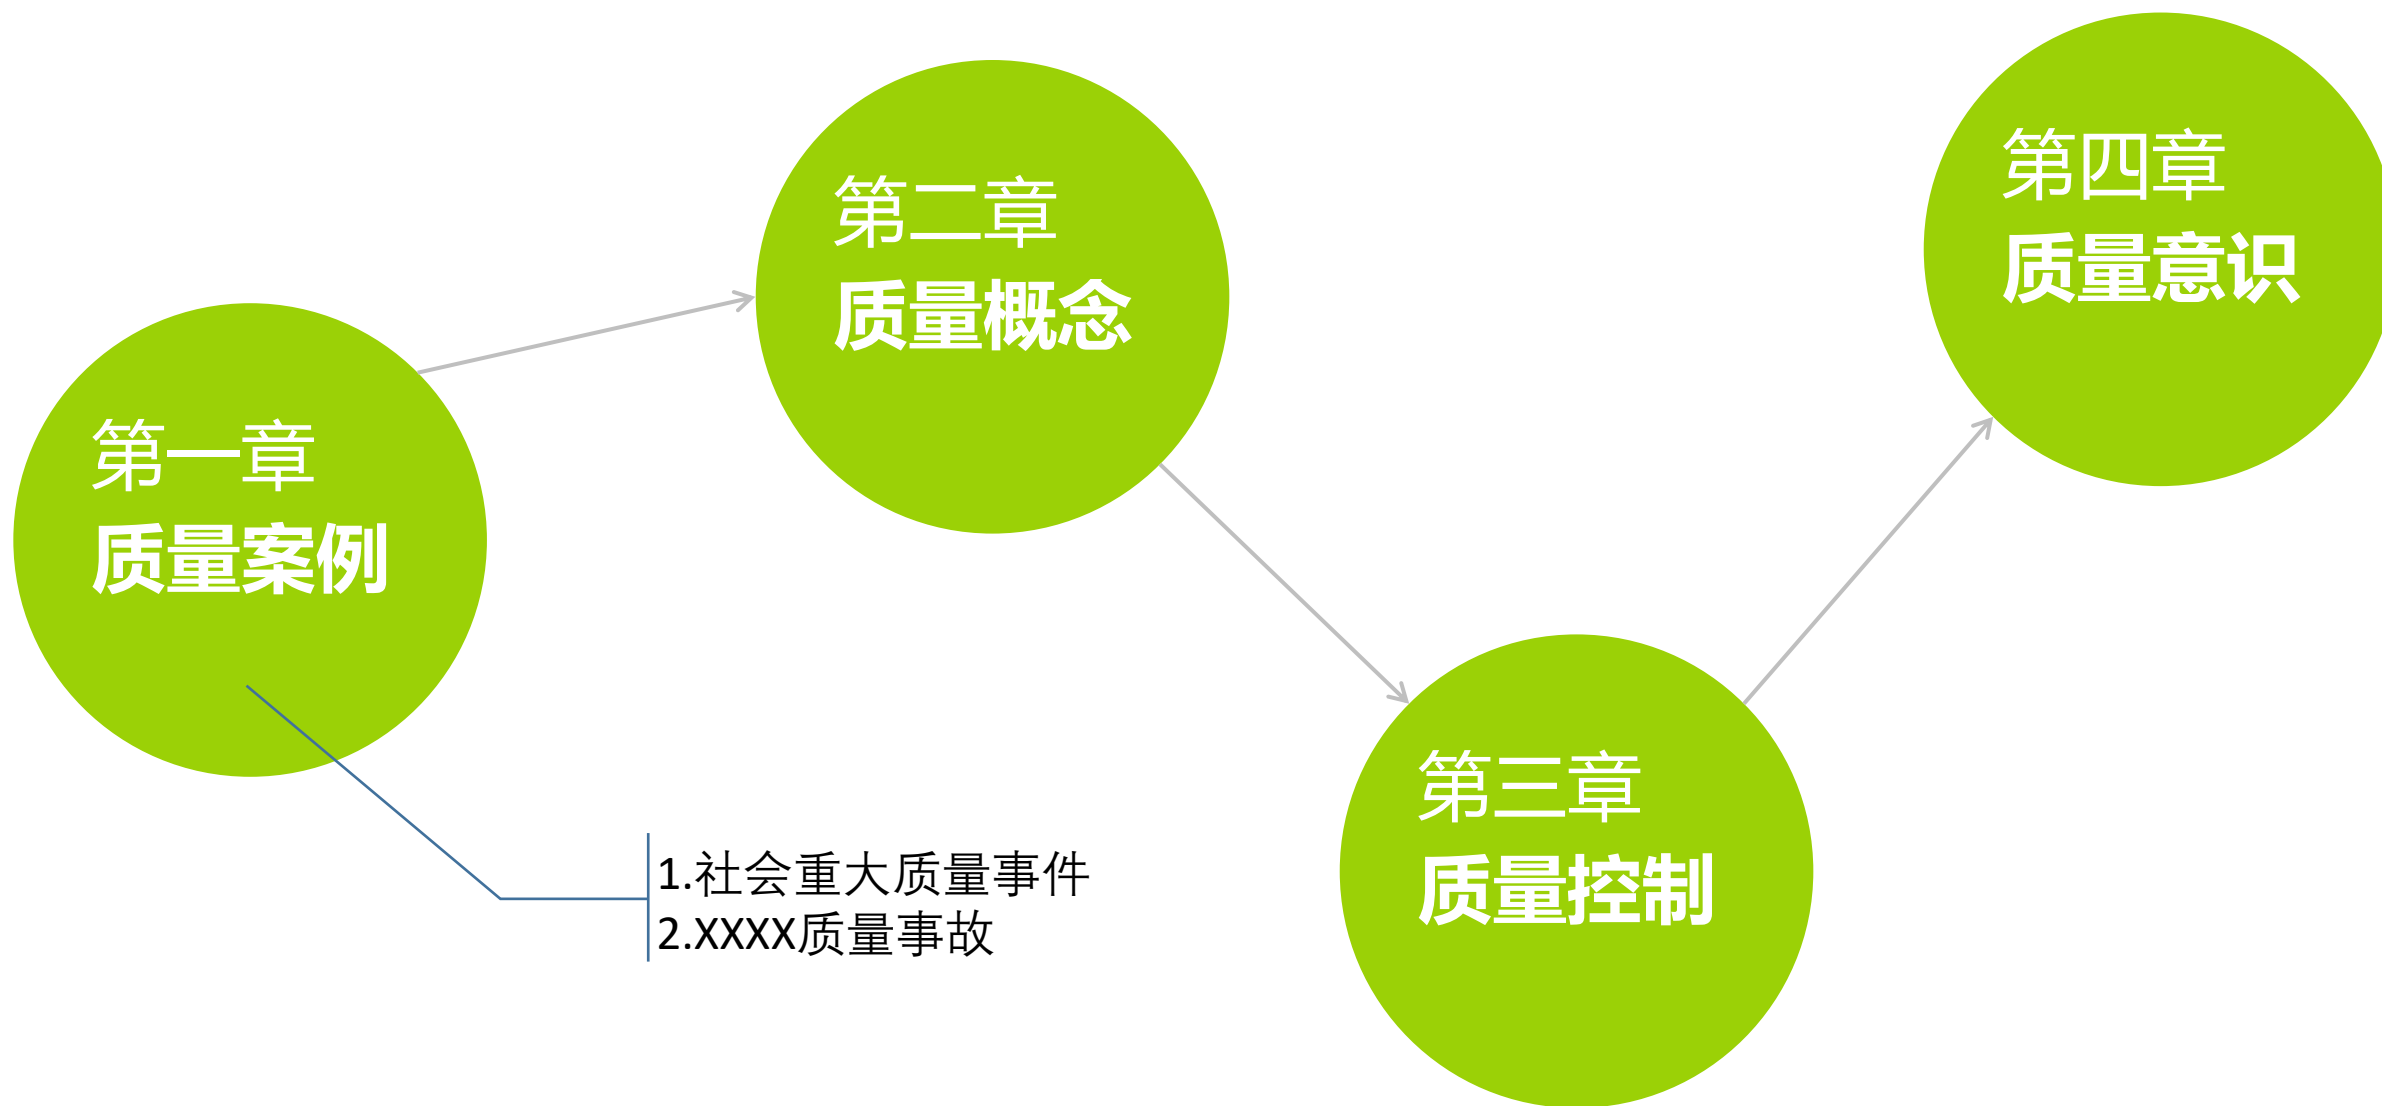 第一章
质量案例
1.社会重大质量事件
2.XXXX质量事故
第二章
质量概念
第三章
质量控制
第四章
质量意识